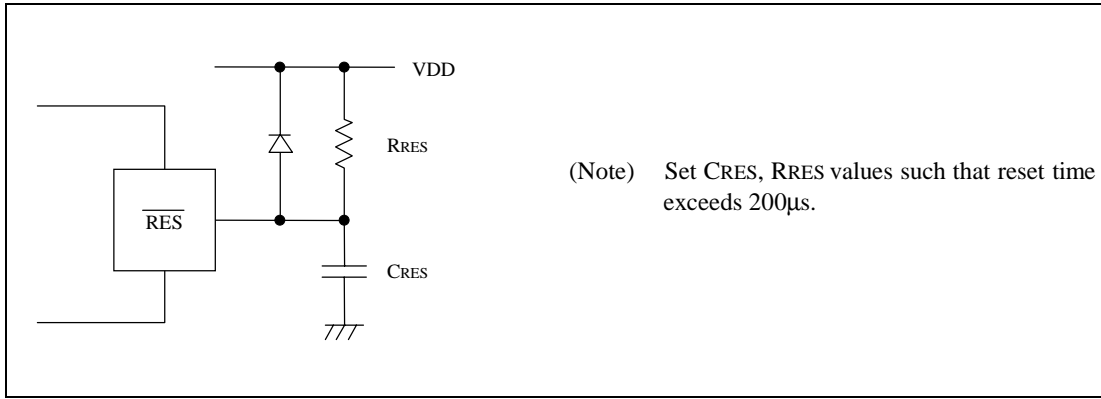 VDD
RRES
RES
CRES
(Note) Set CRES, RRES values such that reset time
exceeds 200μs.